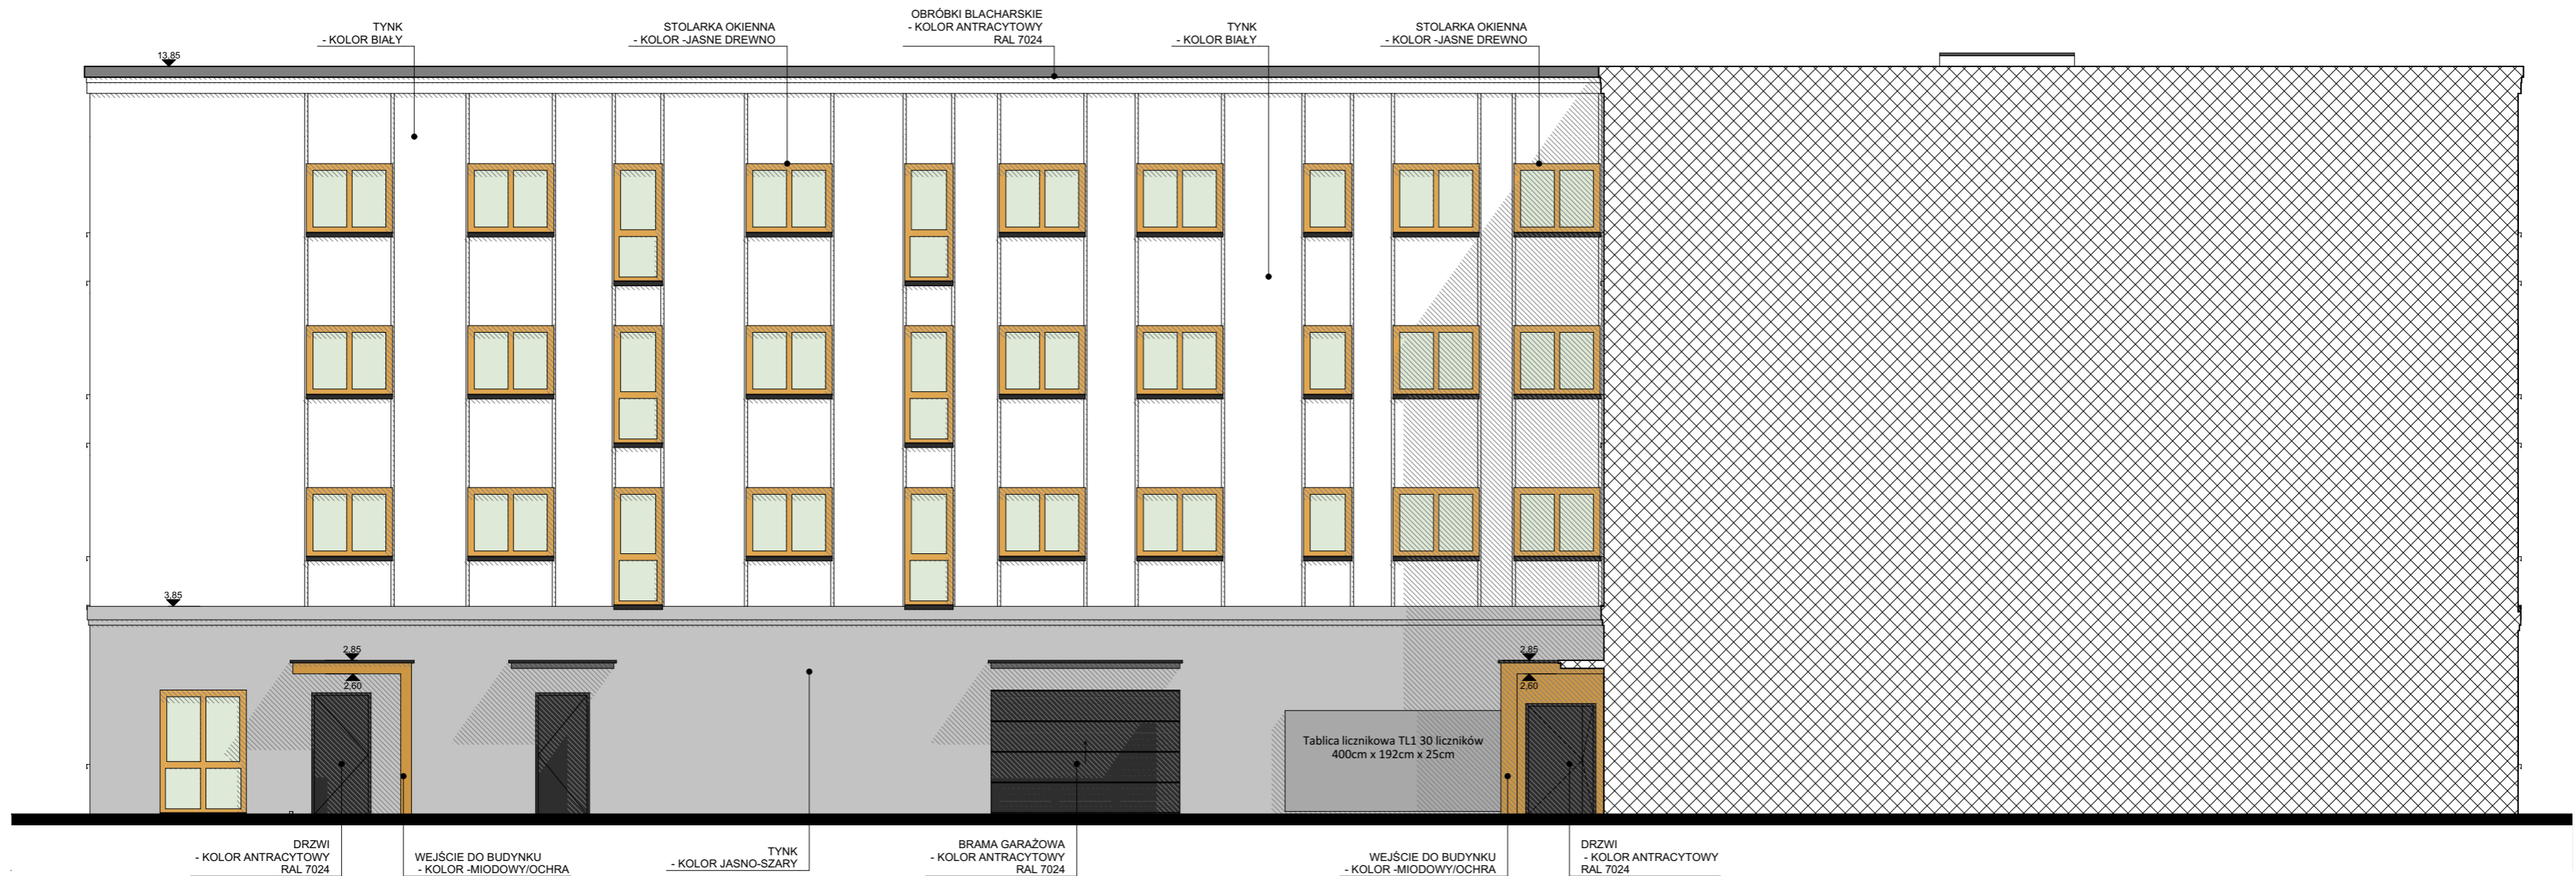 TYNK
- KOLOR BIAŁY
STOLARKA OKIENNA
- KOLOR -JASNE DREWNO
OBRÓBKI BLACHARSKIE
- KOLOR ANTRACYTOWY
RAL 7024
TYNK
- KOLOR BIAŁY
STOLARKA OKIENNA
- KOLOR -JASNE DREWNO
13,85
3,85
2,85
2,60
2,85
2,60
Tablica licznikowa TL1 30 liczników
400cm x 192cm x 25cm
DRZWI
- KOLOR ANTRACYTOWY
RAL 7024
WEJŚCIE DO BUDYNKU
- KOLOR -MIODOWY/OCHRA
TYNK
- KOLOR JASNO-SZARY
BRAMA GARAŻOWA
- KOLOR ANTRACYTOWY
RAL 7024
WEJŚCIE DO BUDYNKU
- KOLOR -MIODOWY/OCHRA
DRZWI
- KOLOR ANTRACYTOWY
RAL 7024